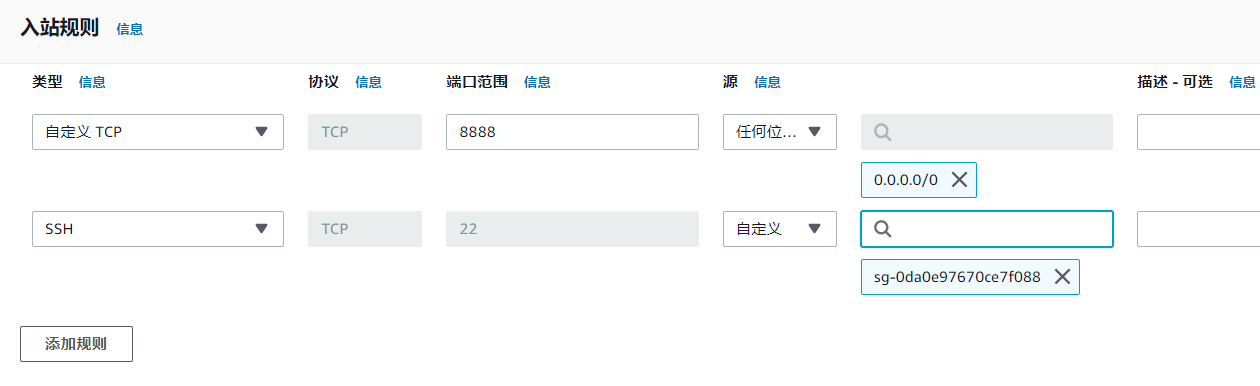 入站规则 信息
类型 信息 协议 信息 端口范围 信息 源 信息 描述 - 可选 信息
自定义 TCP TCP 8888 任何位...
0.0.0.0/0
SSH TCP 22 自定义
sg-0da0e97670ce7f088
添加规则